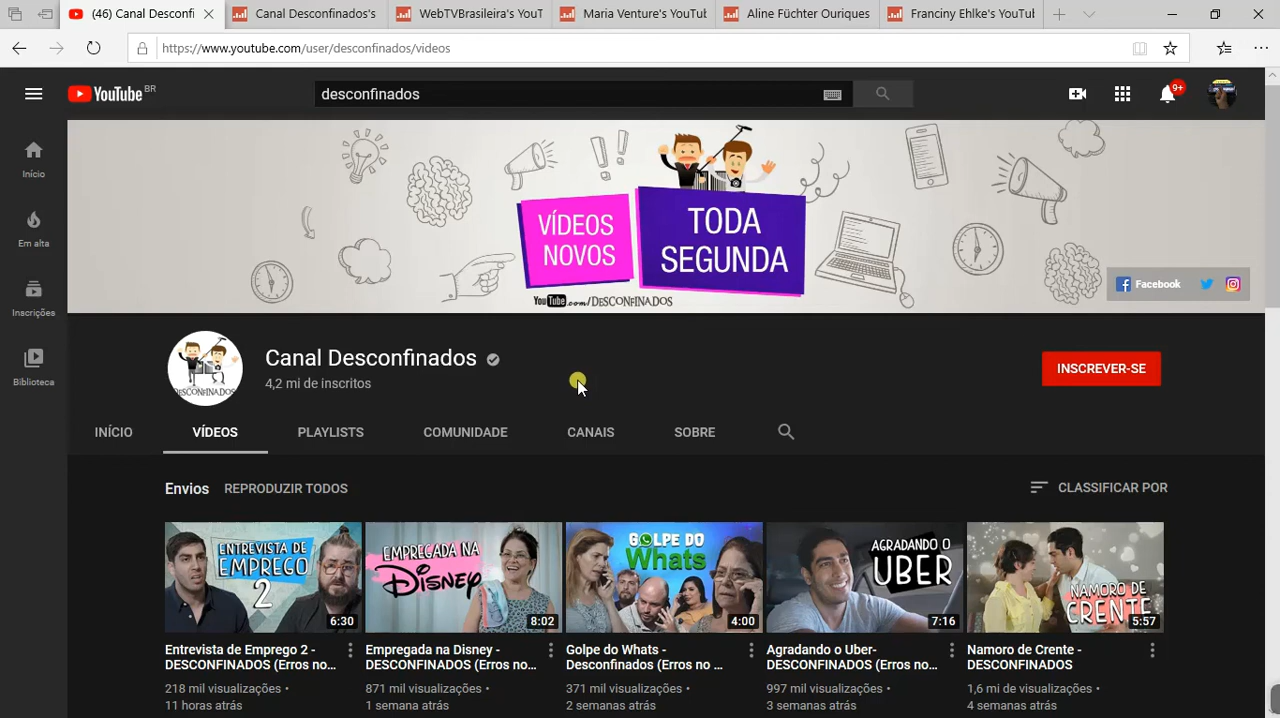 (46) Canal Desconfi
Canal Desconfinados's
WebTVBrasileira's YouT
Maria Venture's YouTub
Aline Füchter Ouriques
Franciny Ehlke's YouTub
https://www.youtube.com/user/desconfinados/videos
YouTube BR
desconfinados
9+
Início
Em alta
Inscrições
Biblioteca
VÍDEOS
NOVOS
TODA
SEGUNDA
YouTube.com/DESCONFINADOS
Facebook
DESCONFINADOS
Canal Desconfinados
4,2 mi de inscritos
INSCREVER-SE
INÍCIO
VÍDEOS
PLAYLISTS
COMUNIDADE
CANAIS
SOBRE
Envios
REPRODUZIR TODOS
CLASSIFICAR POR
ENTREVISTA DE
EMPREGO
2
6:30
EMPREGADA NA
DISNEY
8:02
GOLPE DO
Whats
4:00
AGRADANDO O
UBER
7:16
NAMORO DE
CRENTE
5:57
Entrevista de Emprego 2 -
DESCONFINADOS (Erros no...
218 mil visualizações •
11 horas atrás
Empregada na Disney -
DESCONFINADOS (Erros no...
871 mil visualizações •
1 semana atrás
Golpe do Whats -
Desconfinados (Erros no ...
371 mil visualizações •
2 semanas atrás
Agradando o Uber-
DESCONFINADOS (Erros no...
997 mil visualizações •
3 semanas atrás
Namoro de Crente -
DESCONFINADOS
1,6 mi de visualizações •
4 semanas atrás